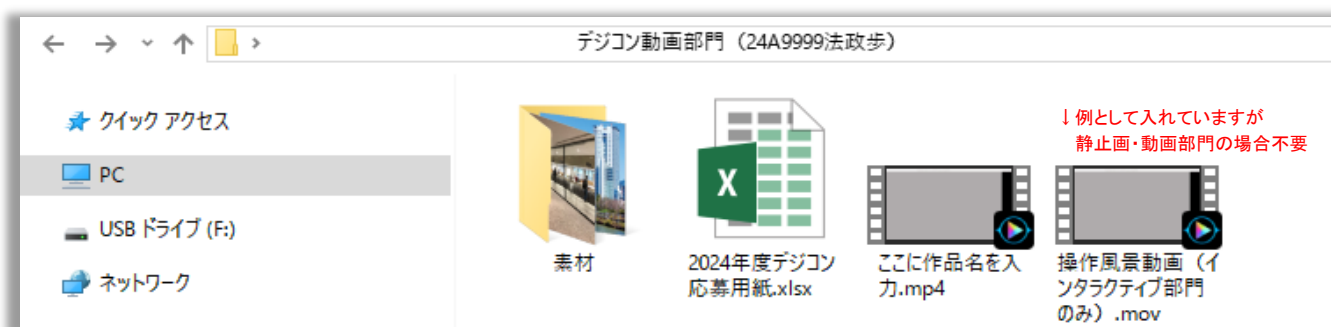 デジコン動画部門（24A9999法政歩）
クイック アクセス
PC
USB ドライブ (F:)
ネットワーク
↓例として入れていますが
静止画・動画部門の場合不要
素材
2024年度デジコン
応募用紙.xlsx
ここに作品名を入
力.mp4
操作風景動画（イ
ンタラクティブ部門
のみ）.mov